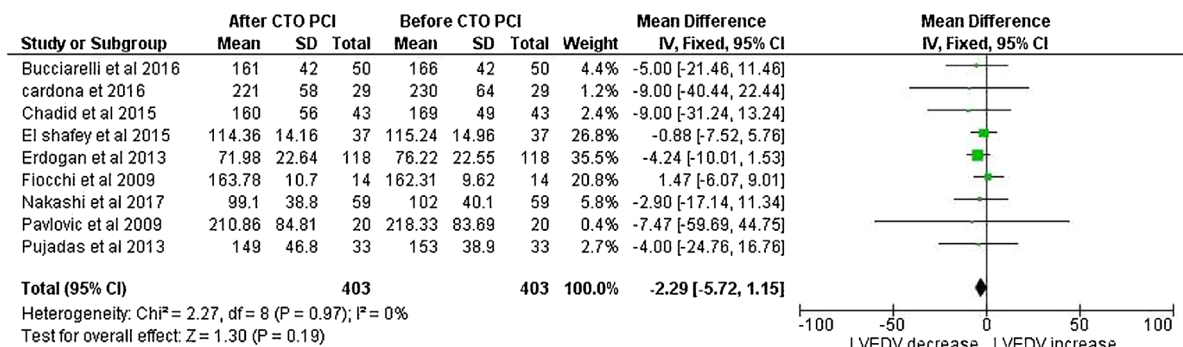 After CTO PCI Before CTO PCI Mean Difference Mean Difference
Study or Subgroup Mean SD Total Mean SD Total Weight IV, Fixed, 95% CI IV, Fixed, 95% CI
Bucciarelli et al 2016 161 42 50 166 42 50 4.4% -5.00 [-21.46, 11.46]
cardona et 2016 221 58 29 230 64 29 1.2% -9.00 [-40.44, 22.44]
Chadid et al 2015 160 56 43 169 49 43 2.4% -9.00 [-31.24, 13.24]
El shafey et al 2015 114.36 14.16 37 115.24 14.96 37 26.8% -0.88 [-7.52, 5.76]
Erdogan et al 2013 71.98 22.64 118 76.22 22.55 118 35.5% -4.24 [-10.01, 1.53]
Fiocchi et al 2009 163.78 10.7 14 162.31 9.62 14 20.8% 1.47 [-6.07, 9.01]
Nakashi et al 2017 99.1 38.8 59 102 40.1 59 5.8% -2.90 [-17.14, 11.34]
Pavlovic et al 2009 210.86 84.81 20 218.33 83.69 20 0.4% -7.47 [-59.69, 44.75]
Pujadas et al 2013 149 46.8 33 153 38.9 33 2.7% -4.00 [-24.76, 16.76]
Total (95% CI) 403 403 100.0% -2.29 [-5.72, 1.15]
Heterogeneity: Chi² = 2.27, df = 8 (P = 0.97); I² = 0%
Test for overall effect: Z = 1.30 (P = 0.19)
-100 -50 0 50 100
LVEDV decrease LVEDV increase